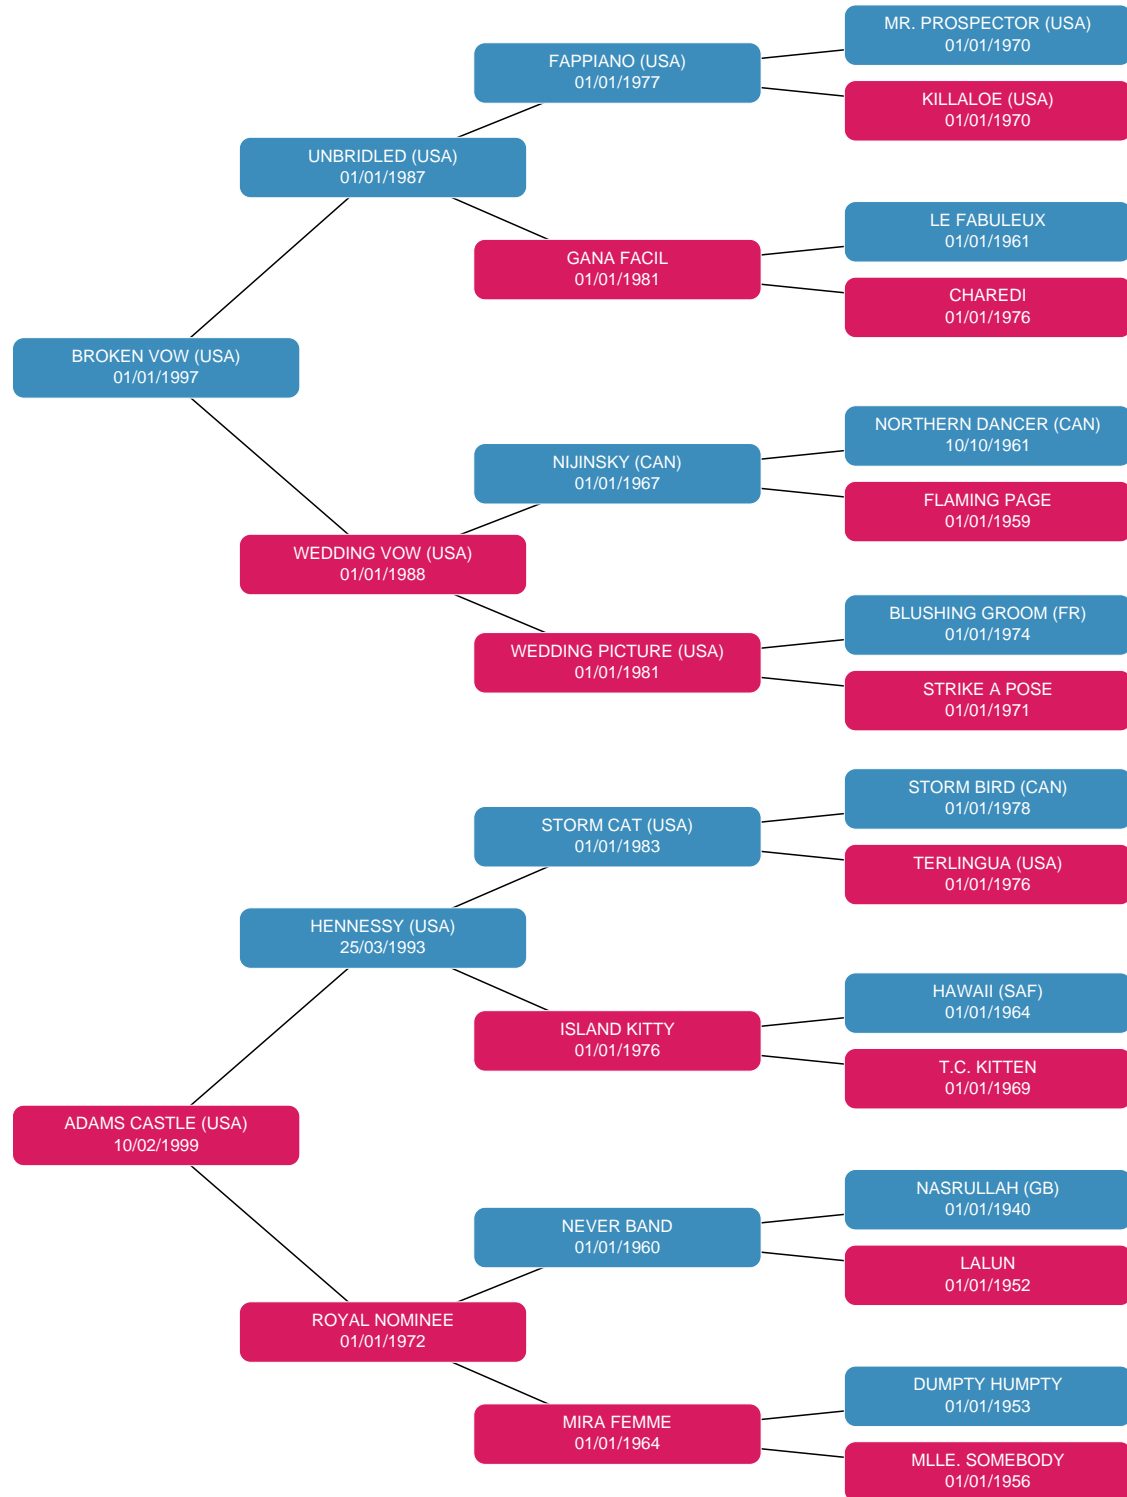 MR. PROSPECTOR (USA)
01/01/1970
FAPPIANO (USA)
01/01/1977
KILLALOE (USA)
01/01/1970
UNBRIDLED (USA)
01/01/1987
LE FABULEUX
01/01/1961
GANA FACIL
01/01/1981
CHAREDI
01/01/1976
BROKEN VOW (USA)
01/01/1997
NORTHERN DANCER (CAN)
10/10/1961
NIJINSKY (CAN)
01/01/1967
FLAMING PAGE
01/01/1959
WEDDING VOW (USA)
01/01/1988
BLUSHING GROOM (FR)
01/01/1974
WEDDING PICTURE (USA)
01/01/1981
STRIKE A POSE
01/01/1971
STORM BIRD (CAN)
01/01/1978
STORM CAT (USA)
01/01/1983
TERLINGUA (USA)
01/01/1976
HENNESSY (USA)
25/03/1993
HAWAII (SAF)
01/01/1964
ISLAND KITTY
01/01/1976
T.C. KITTEN
01/01/1969
ADAMS CASTLE (USA)
10/02/1999
NASRULLAH (GB)
01/01/1940
NEVER BAND
01/01/1960
LALUN
01/01/1952
ROYAL NOMINEE
01/01/1972
DUMPTY HUMPTY
01/01/1953
MIRA FEMME
01/01/1964
MLLE. SOMEBODY
01/01/1956